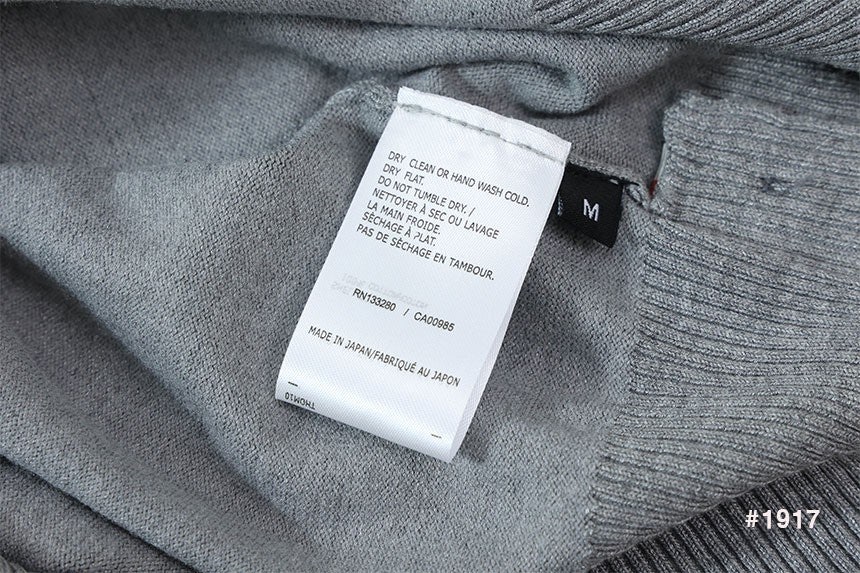 DRY CLEAN OR HAND WASH COLD.
DRY FLAT.
DO NOT TUMBLE DRY. /
NETTOYER À SEC OU LAVAGE
LA MAIN FROIDE.
SÉCHAGE À PLAT.
PAS DE SÉCHAGE EN TAMBOUR.
RN133280 / CA00985
MADE IN JAPAN/FABRIQUÉ AU JAPON
THOM10
M
#1917